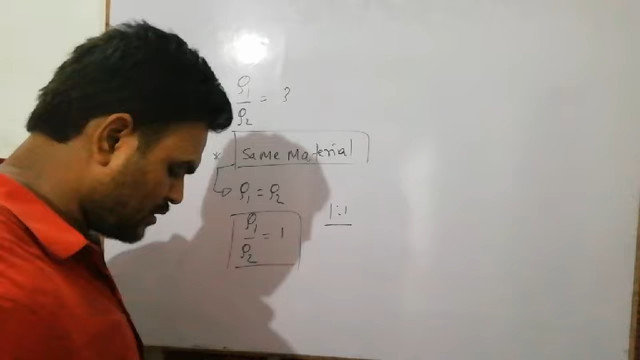 ρ₁/ρ₂ = ?
* Same Material
ρ₁ = ρ₂
ρ₁/ρ₂ = 1
1:1